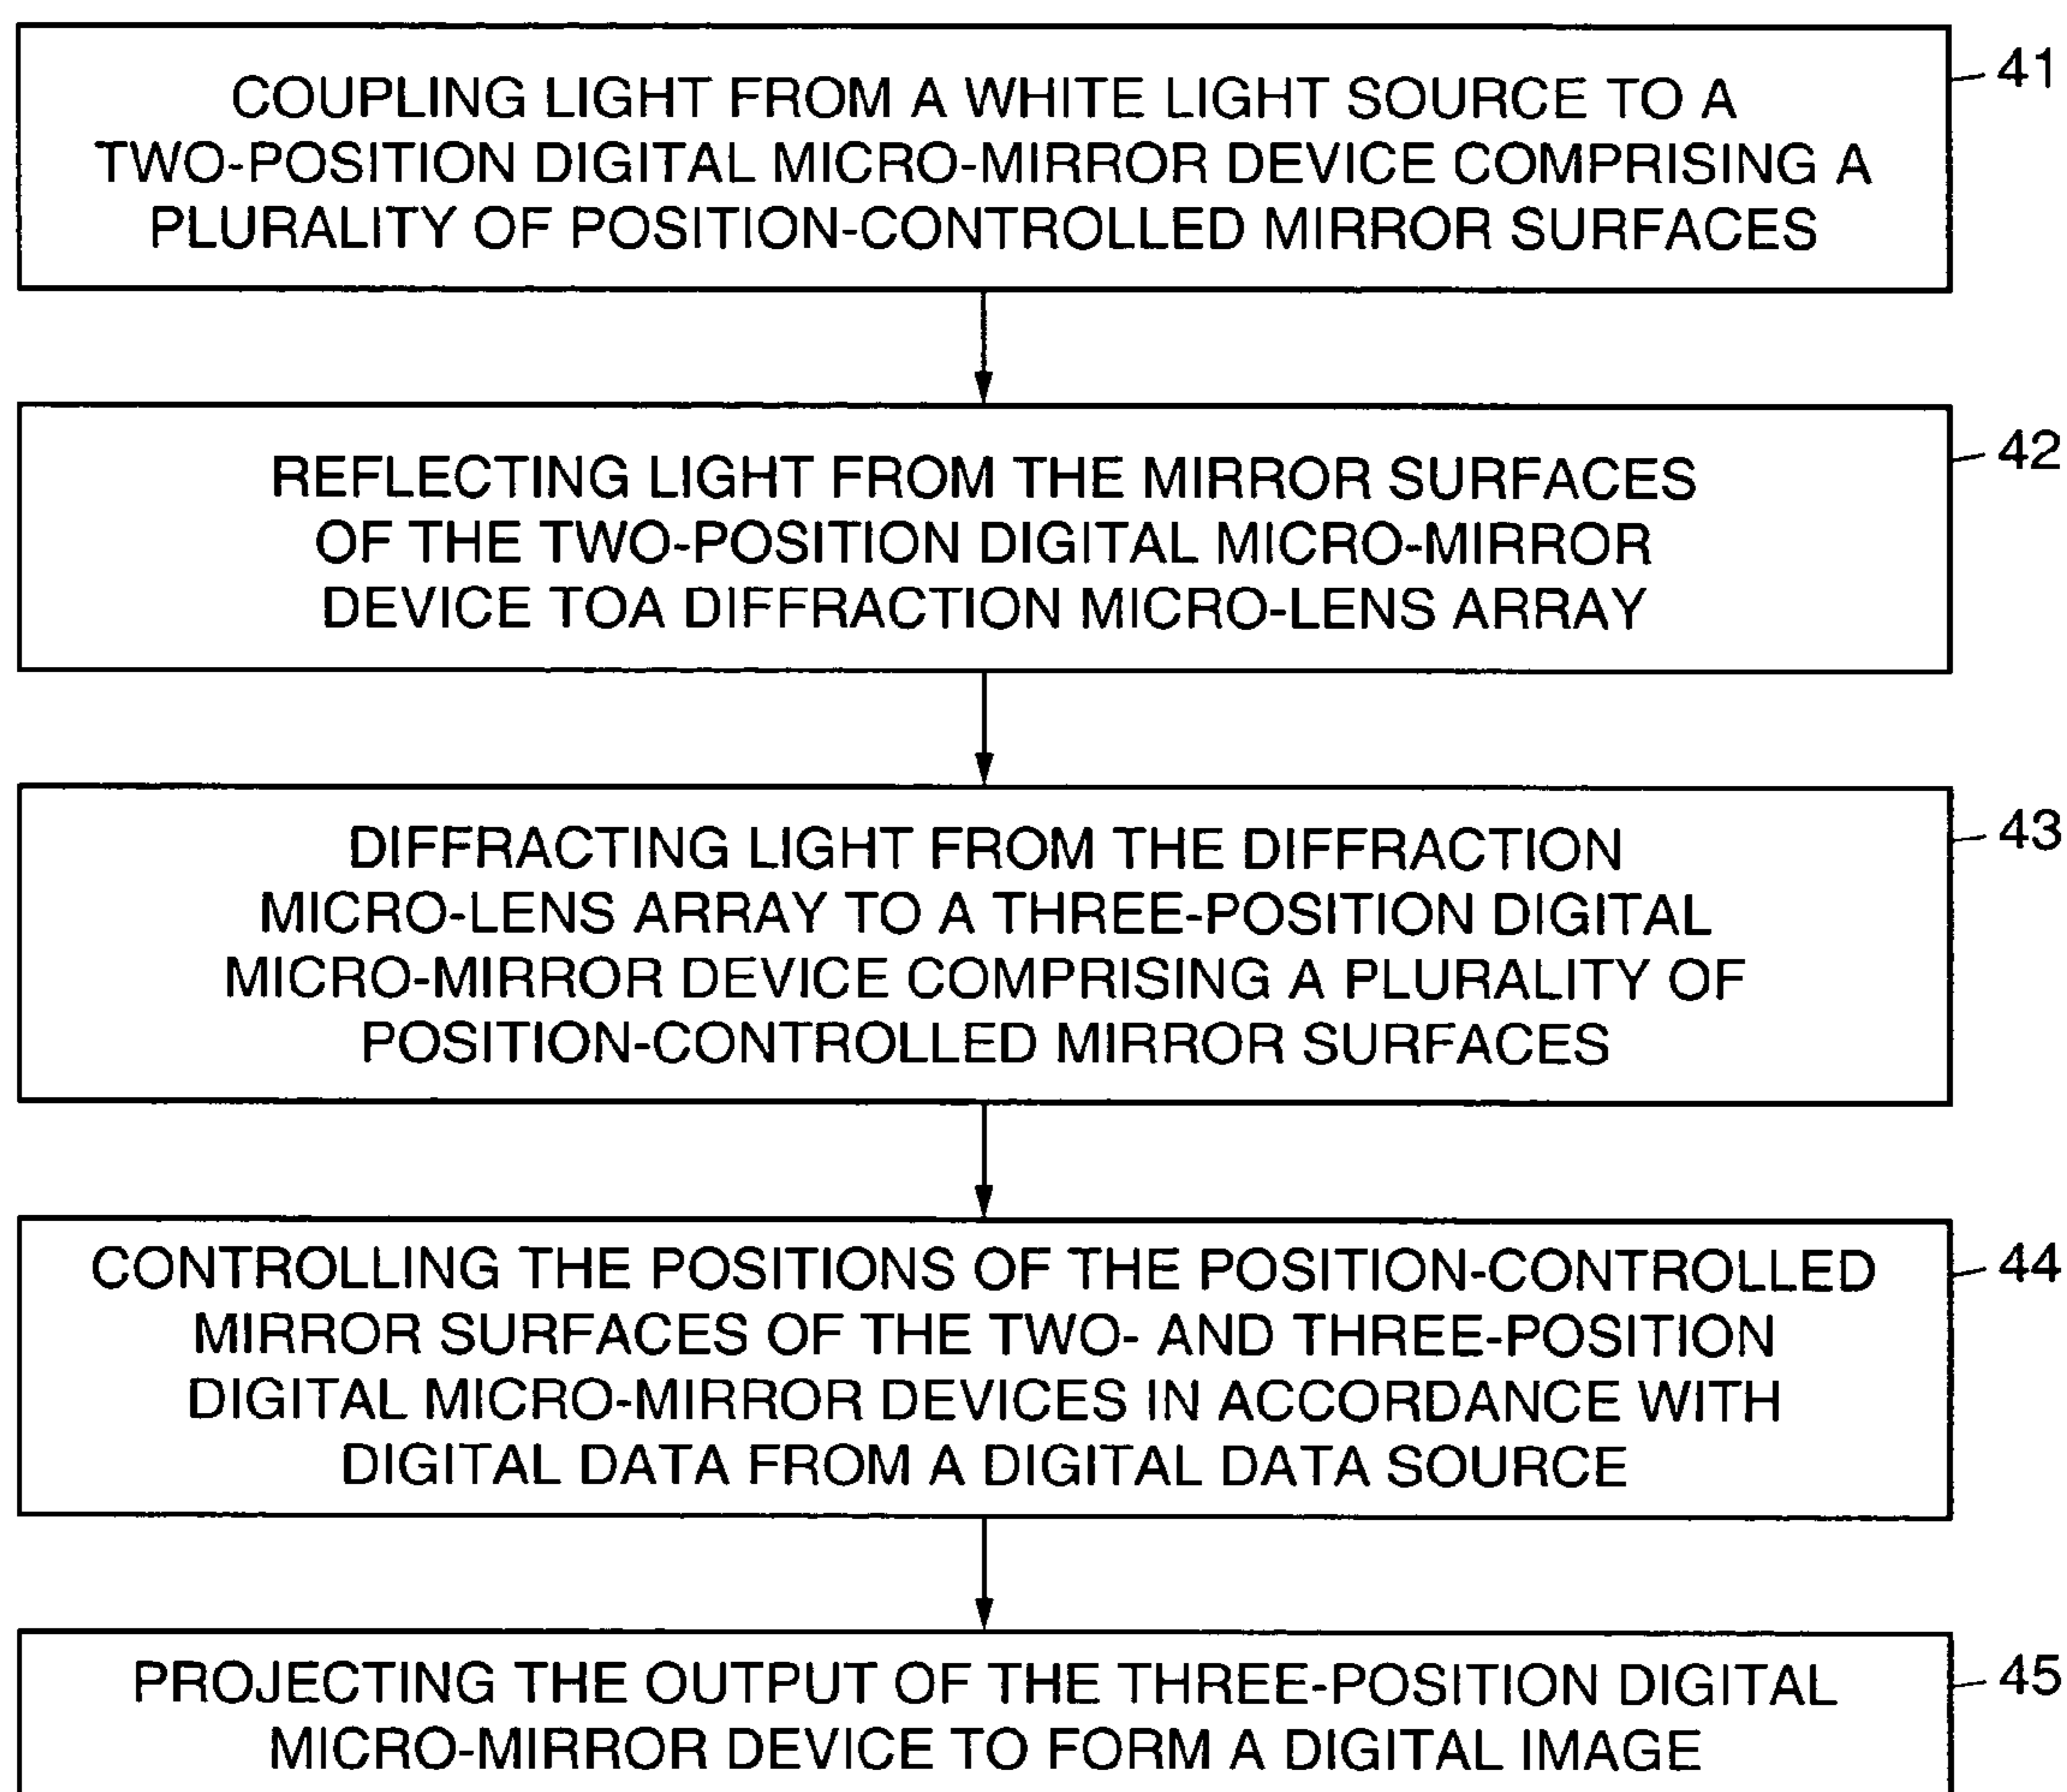 COUPLING LIGHT FROM A WHITE LIGHT SOURCE TO A
TWO-POSITION DIGITAL MICRO-MIRROR DEVICE COMPRISING A
PLURALITY OF POSITION-CONTROLLED MIRROR SURFACES
41
REFLECTING LIGHT FROM THE MIRROR SURFACES
OF THE TWO-POSITION DIGITAL MICRO-MIRROR
DEVICE TOA DIFFRACTION MICRO-LENS ARRAY
42
DIFFRACTING LIGHT FROM THE DIFFRACTION
MICRO-LENS ARRAY TO A THREE-POSITION DIGITAL
MICRO-MIRROR DEVICE COMPRISING A PLURALITY OF
POSITION-CONTROLLED MIRROR SURFACES
43
CONTROLLING THE POSITIONS OF THE POSITION-CONTROLLED
MIRROR SURFACES OF THE TWO- AND THREE-POSITION
DIGITAL MICRO-MIRROR DEVICES IN ACCORDANCE WITH
DIGITAL DATA FROM A DIGITAL DATA SOURCE
44
PROJECTING THE OUTPUT OF THE THREE-POSITION DIGITAL
MICRO-MIRROR DEVICE TO FORM A DIGITAL IMAGE
45